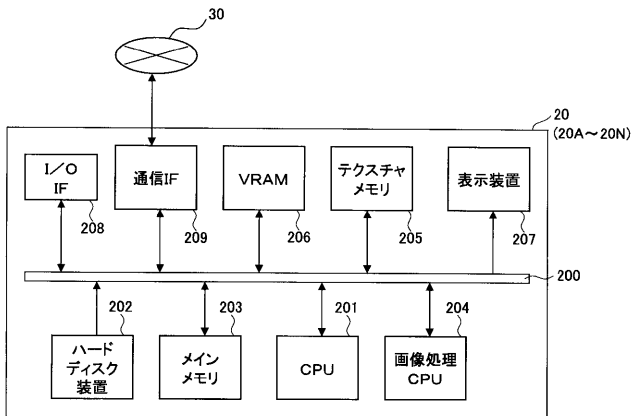 30
20
(20A～20N)
I／O
IF
208
通信IF
209
VRAM
206
テクスチャ
メモリ
205
表示装置
207
200
202
ハード
ディスク
装置
203
メイン
メモリ
201
CPU
204
画像処理
CPU